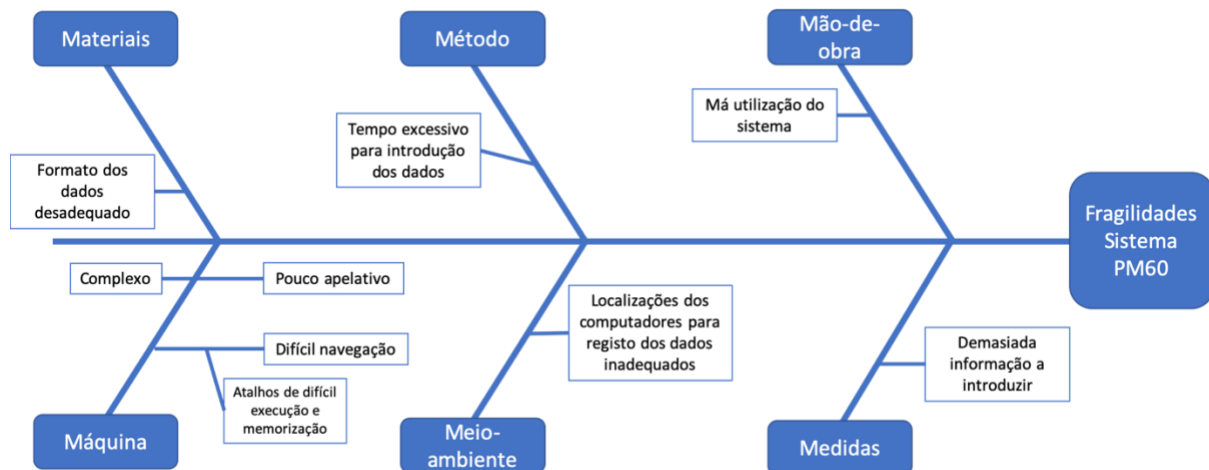 Materiais
Método
Mão-de-
obra
Má utilização do
sistema
Tempo excessivo
para introdução
dos dados
Formato dos
dados
desadequado
Fragilidades
Sistema
PM60
Complexo
Pouco apelativo
Localizações dos
computadores para
registo dos dados
inadequados
Difícil navegação
Demasiada
informação a
introduzir
Atalhos de difícil
execução e
memorização
Máquina
Meio-
ambiente
Medidas